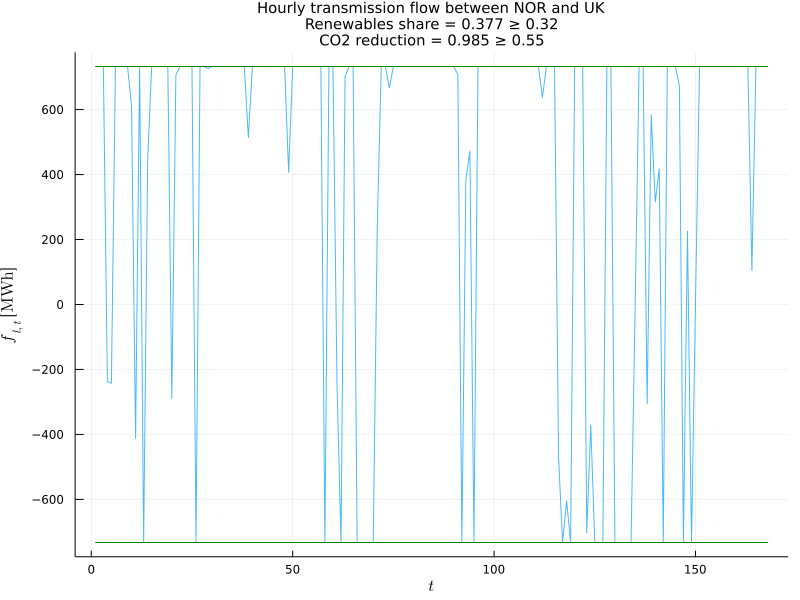 Hourly transmission flow between NOR and UK
Renewables share = 0.377 ≥ 0.32
CO2 reduction = 0.985 ≥ 0.55
600
400
200
0
−200
−400
−600
f_{l,t} [MWh]
0 50 100 150
t